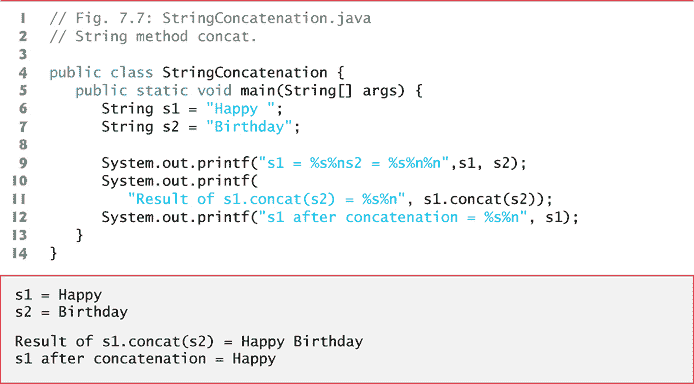 1 // Fig. 7.7: StringConcatenation.java
2 // String method concat.
3
4 public class StringConcatenation {
5 public static void main(String[] args) {
6 String s1 = "Happy ";
7 String s2 = "Birthday";
8
9 System.out.printf("s1 = %s%ns2 = %s%n%n",s1, s2);
10 System.out.printf(
11 "Result of s1.concat(s2) = %s%n", s1.concat(s2));
12 System.out.printf("s1 after concatenation = %s%n", s1);
13 }
14 }
s1 = Happy
s2 = Birthday
Result of s1.concat(s2) = Happy Birthday
s1 after concatenation = Happy